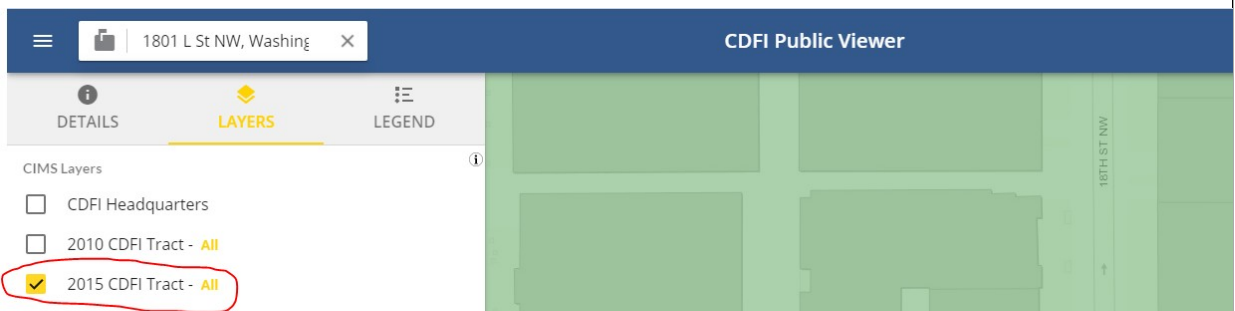 1801 L St NW, Washing
CDFI Public Viewer
DETAILS
LAYERS
LEGEND
CIMS Layers
CDFI Headquarters
2010 CDFI Tract - All
2015 CDFI Tract - All
18TH ST NW